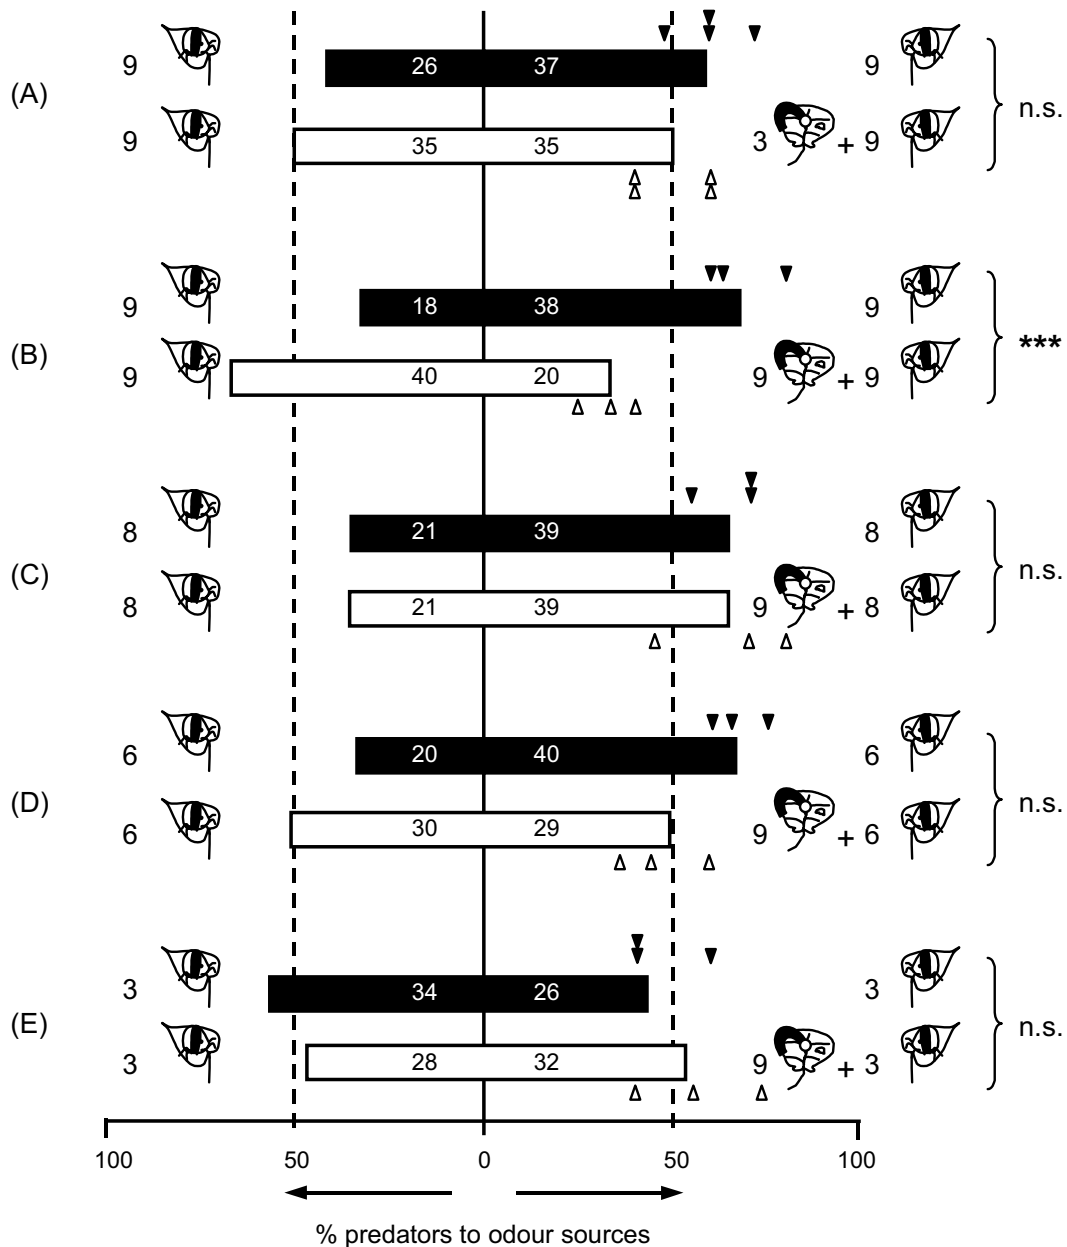 9 26 37 9
(A) n.s.
9 35 35 3 + 9
9 18 38 9
(B) ***
9 40 20 9 + 9
8 21 39 8
(C) n.s.
8 21 39 9 + 8
6 20 40 6
(D) n.s.
6 30 29 9 + 6
3 34 26 3
(E) n.s.
3 28 32 9 + 3
100 50 0 50 100
% predators to odour sources